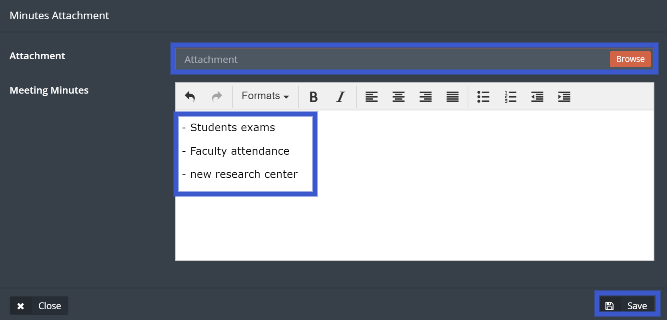 Minutes Attachment
Attachment
Attachment
Browse
Meeting Minutes
Formats
B
I
- Students exams
- Faculty attendance
- new research center
Close
Save